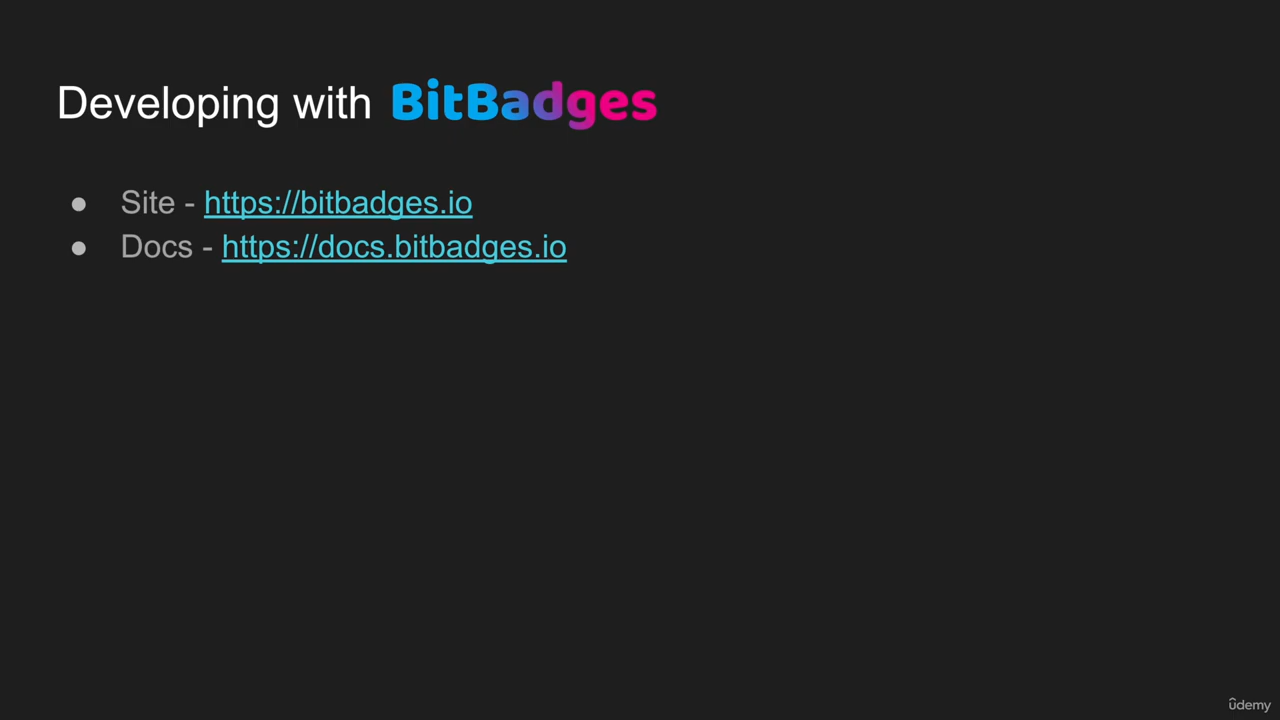 Developing with BitBadges
● Site - https://bitbadges.io
● Docs - https://docs.bitbadges.io
ûdemy